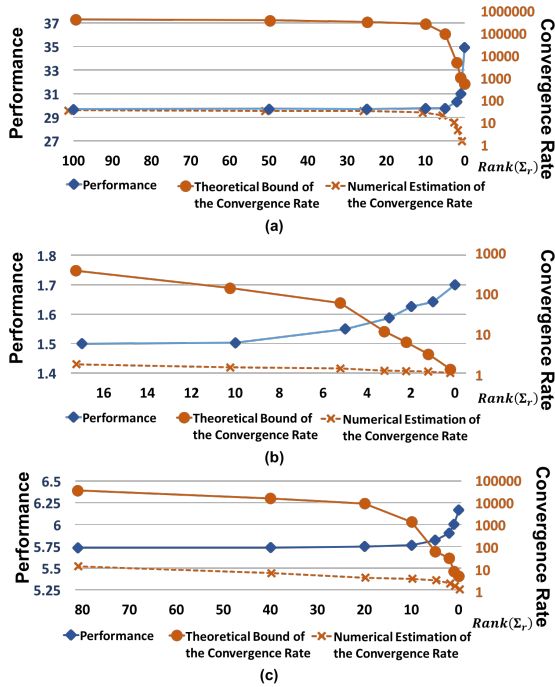 Performance
37
35
33
31
29
27
1000000
100000
10000
1000
100
10
1
Convergence Rate
100 90 80 70 60 50 40 30 20 10 0
Rank(Σr)
Performance
Theoretical Bound of the Convergence Rate
Numerical Estimation of the Convergence Rate
(a)
Performance
1.8
1.7
1.6
1.5
1.4
1000
100
10
1
Convergence Rate
16 14 12 10 8 6 4 2 0
Rank(Σr)
Performance
Theoretical Bound of the Convergence Rate
Numerical Estimation of the Convergence Rate
(b)
Performance
6.5
6.25
6
5.75
5.5
5.25
100000
10000
1000
100
10
1
Convergence Rate
80 70 60 50 40 30 20 10 0
Rank(Σr)
Performance
Theoretical Bound of the Convergence Rate
Numerical Estimation of the Convergence Rate
(c)